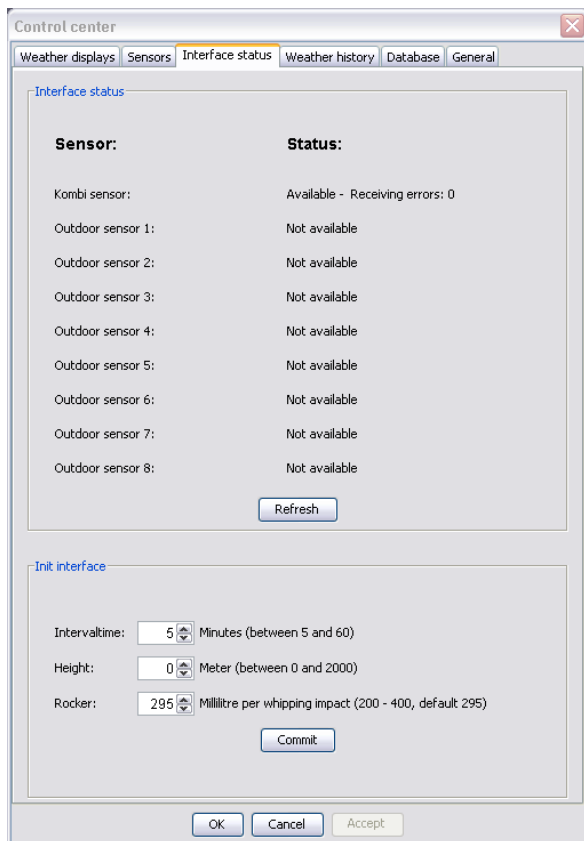 Control center
Weather displays Sensors Interface status Weather history Database General
Interface status
Sensor: Status:
Kombi sensor: Available - Receiving errors: 0
Outdoor sensor 1: Not available
Outdoor sensor 2: Not available
Outdoor sensor 3: Not available
Outdoor sensor 4: Not available
Outdoor sensor 5: Not available
Outdoor sensor 6: Not available
Outdoor sensor 7: Not available
Outdoor sensor 8: Not available
Refresh
Init interface
Intervaltime: 5 Minutes (between 5 and 60)
Height: 0 Meter (between 0 and 2000)
Rocker: 295 Millilitre per whipping impact (200 - 400, default 295)
Commit
OK Cancel Accept